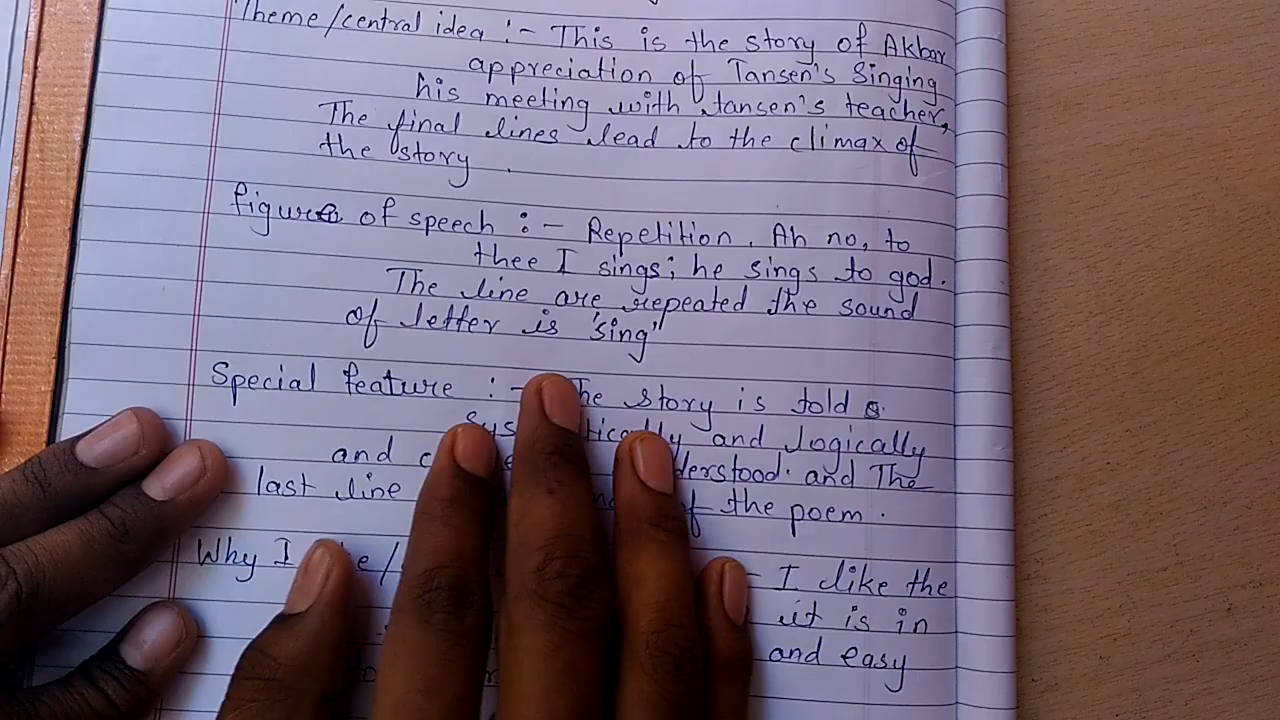 Theme/central idea :- This is the story of Akbar
appreciation of Tansen's Singing
his meeting with tansen's teacher,
The final lines lead to the climax of
the story .
figure of speech :- Repetition. Ah no, to
thee I sings; he sings to god.
The line are repeated the sound
of letter is 'sing"
Special feature :- The story is told
and logically
and and The
last line of the poem .
Why I - I like the
it is in
and easy